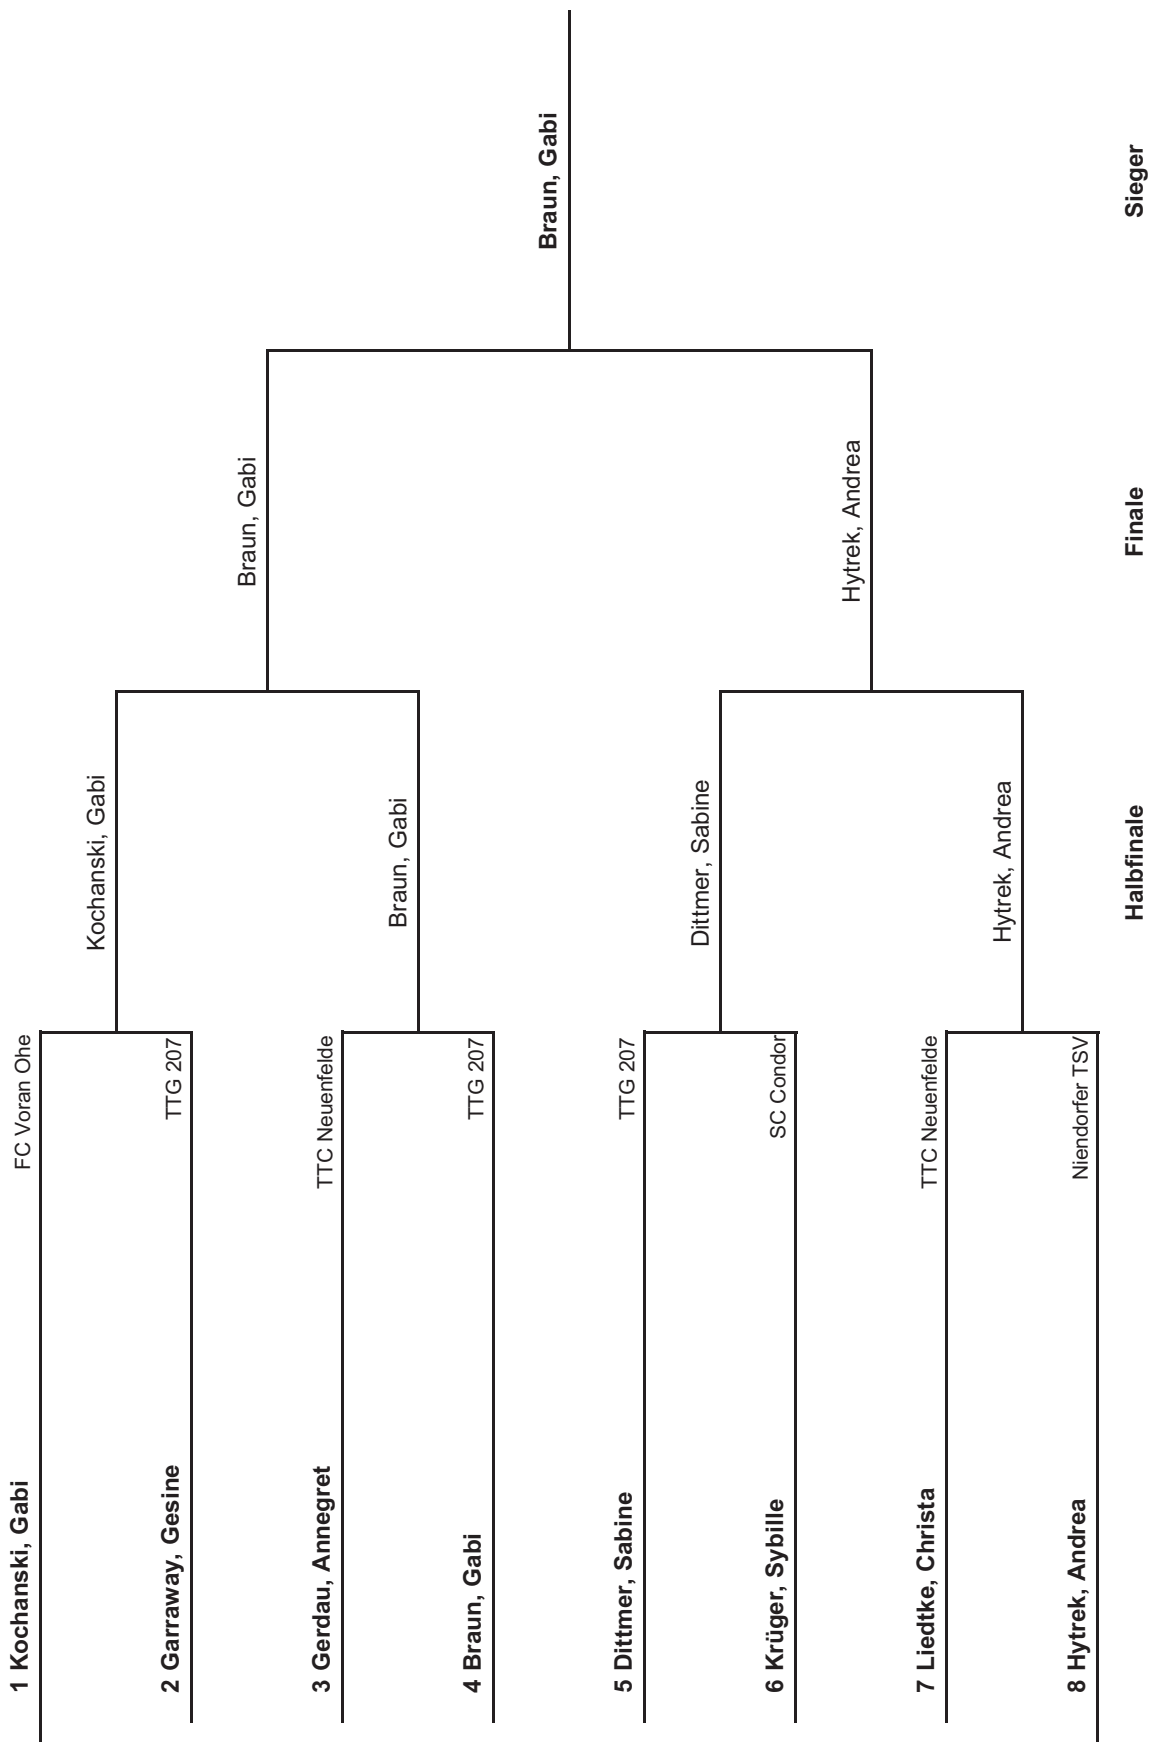 1 Kochanski, Gabi FC Voran Ohe
Kochanski, Gabi
2 Garraway, Gesine TTG 207
Braun, Gabi
3 Gerdau, Annegret TTC Neuenfelde
Braun, Gabi
4 Braun, Gabi TTG 207
Braun, Gabi
5 Dittmer, Sabine TTG 207
Dittmer, Sabine
6 Krüger, Sybille SC Condor
Hytrek, Andrea
7 Liedtke, Christa TTC Neuenfelde
Hytrek, Andrea
8 Hytrek, Andrea Niendorfer TSV
Halbfinale Finale Sieger